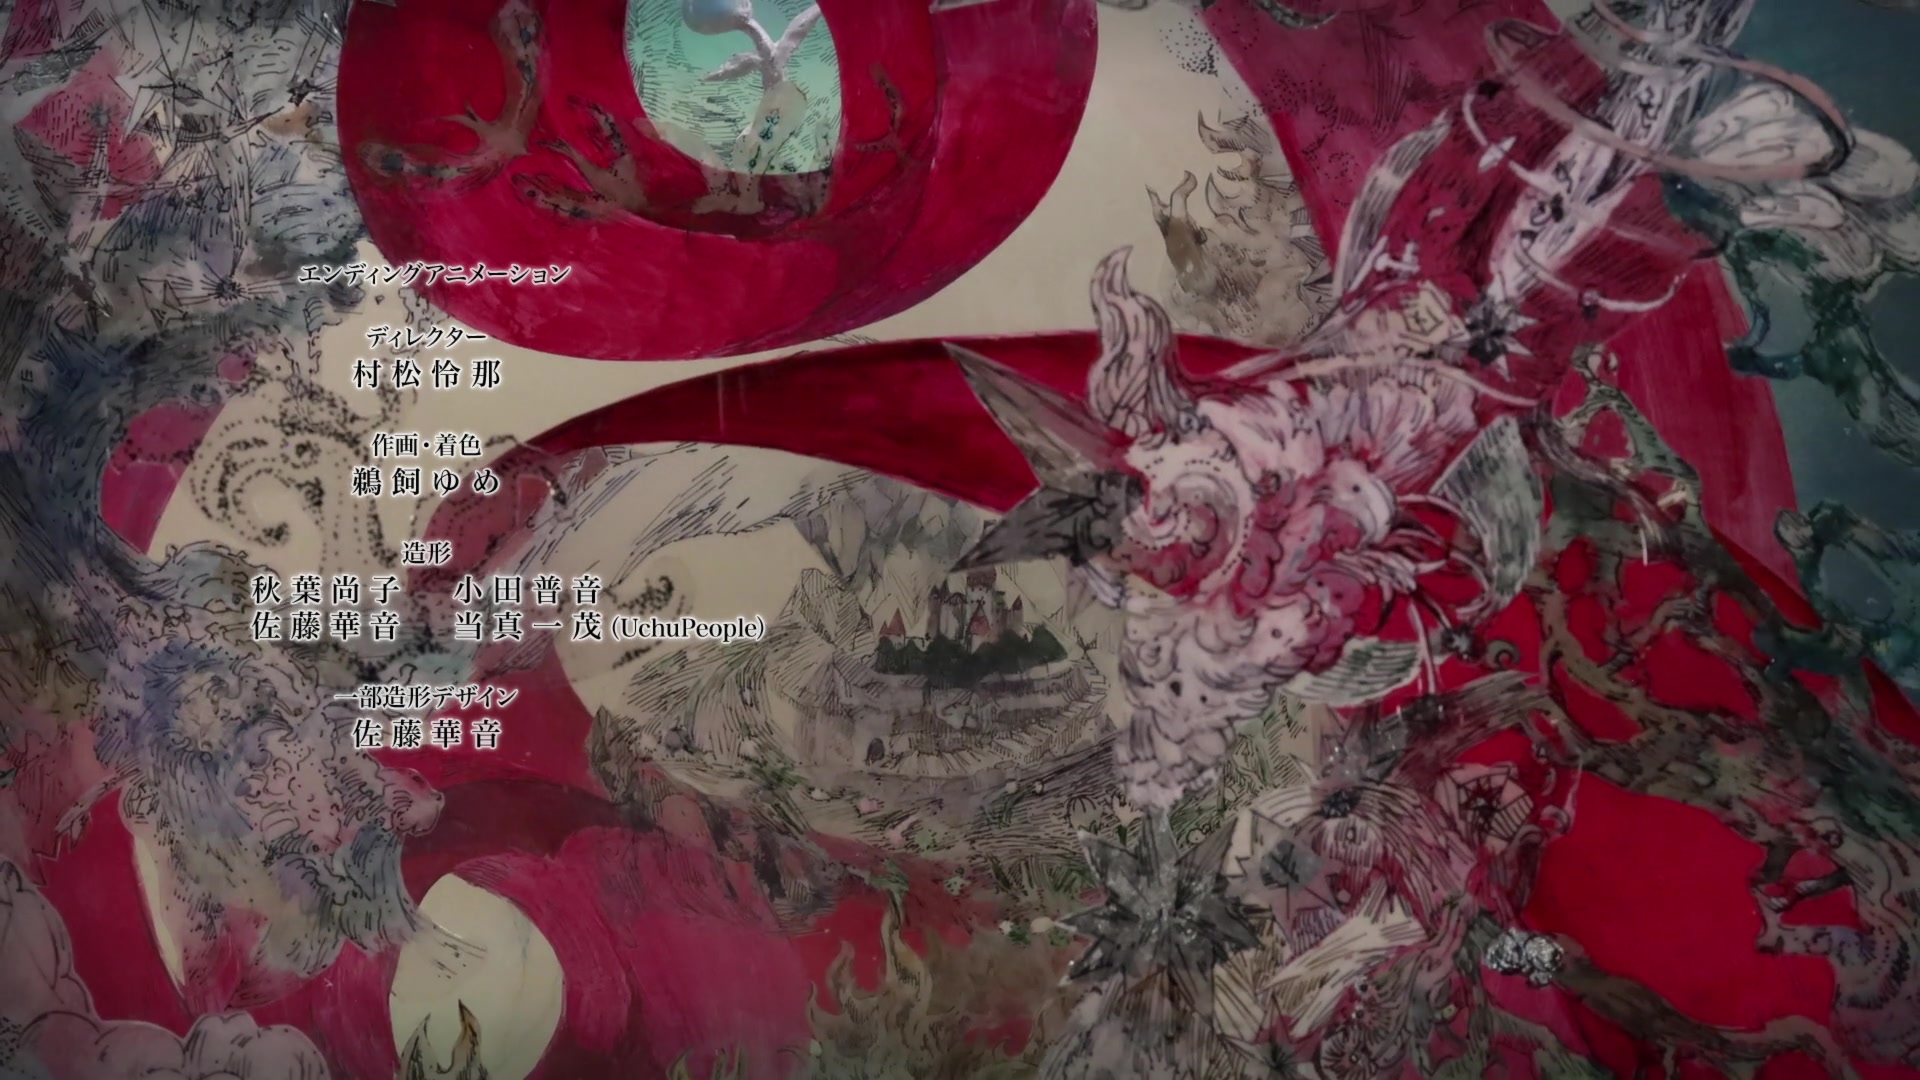 エンディングアニメーション
ディレクター
村松怜那
作画・着色
鵜飼ゆめ
造形
秋葉尚子　小田普音
佐藤華音　当真一茂(UchuPeople)
一部造形デザイン
佐藤華音